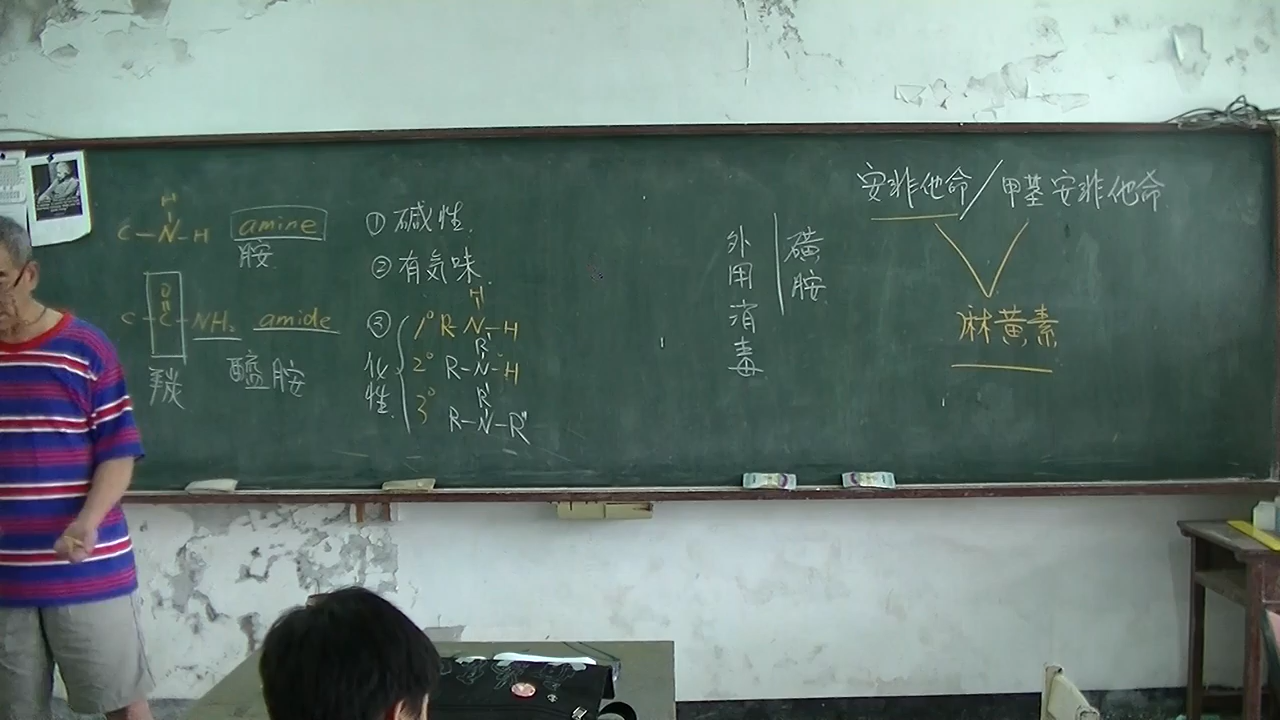 H
C-N-H amine
胺
O
C-C-NH₂ amide
羰 醯胺
① 碱性
② 有気味
③ 化性
H
1° R-N-H
R'
2° R-N-H
R'
3° R-N-R"
外用消毒
磺胺
安非他命/甲基安非他命
麻黃素